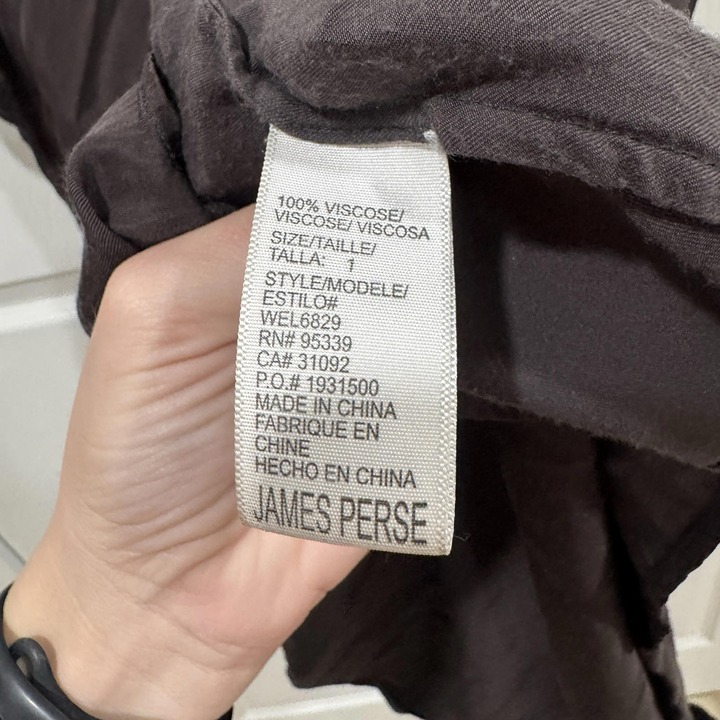 100% VISCOSE/
VISCOSE/ VISCOSA
SIZE/TAILLE/
TALLA: 1
STYLE/MODELE/
ESTILO#
WEL6829
RN# 95339
CA# 31092
P.O.# 1931500
MADE IN CHINA
FABRIQUE EN
CHINE
HECHO EN CHINA
JAMES PERSE